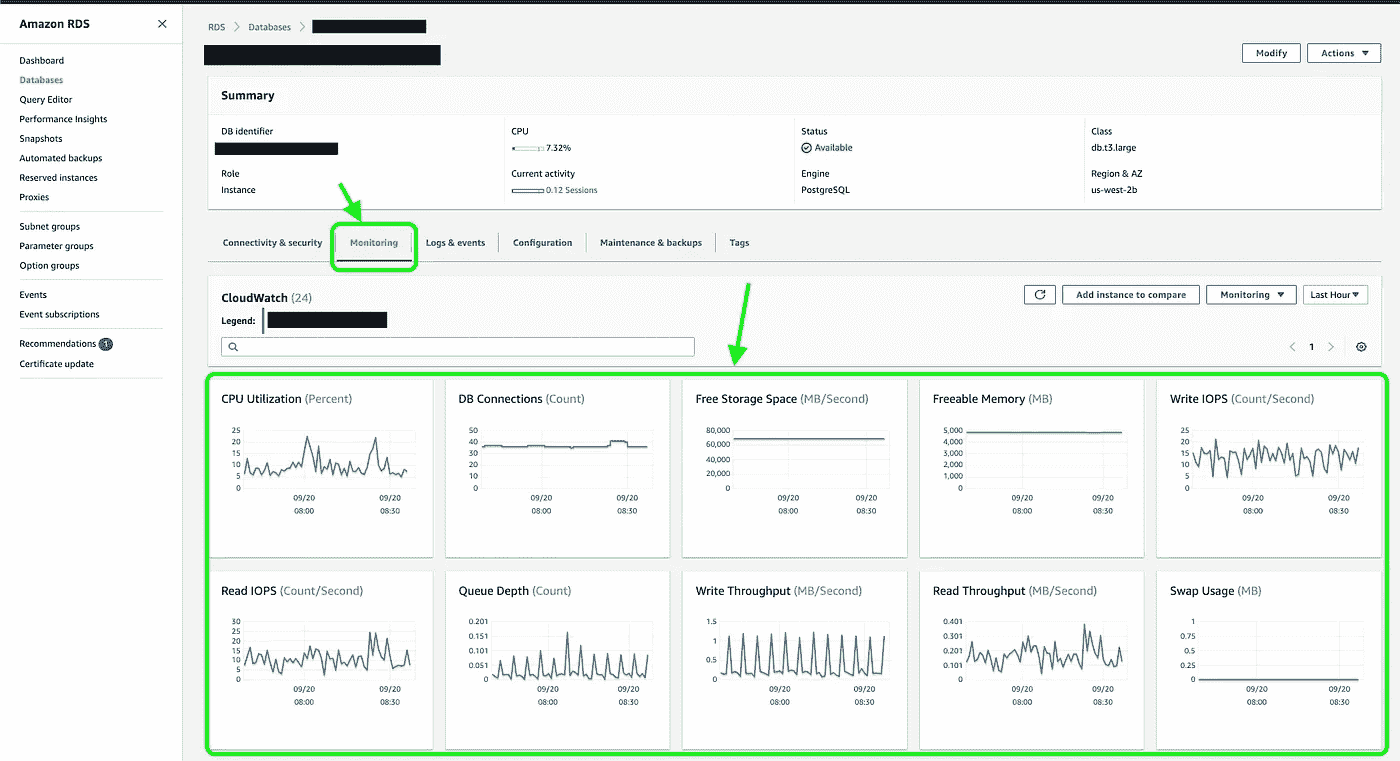 Amazon RDS
Dashboard
Databases
Query Editor
Performance Insights
Snapshots
Automated backups
Reserved instances
Proxies
Subnet groups
Parameter groups
Option groups
Events
Event subscriptions
Recommendations 1
Certificate update
RDS > Databases >
Modify Actions
Summary
DB identifier
CPU
7.32%
Status
Available
Class
db.t3.large
Role
Instance
Current activity
0.12 Sessions
Engine
PostgreSQL
Region & AZ
us-west-2b
Connectivity & security Monitoring Logs & events Configuration Maintenance & backups Tags
CloudWatch (24)
Add instance to compare Monitoring Last Hour
Legend:
1
CPU Utilization (Percent)
25
20
15
10
5
0
09/20 09/20
08:00 08:30
DB Connections (Count)
50
40
30
20
10
0
09/20 09/20
08:00 08:30
Free Storage Space (MB/Second)
80,000
60,000
40,000
20,000
0
09/20 09/20
08:00 08:30
Freeable Memory (MB)
5,000
4,000
3,000
2,000
1,000
0
09/20 09/20
08:00 08:30
Write IOPS (Count/Second)
25
20
15
10
5
0
09/20 09/20
08:00 08:30
Read IOPS (Count/Second)
30
25
20
15
10
5
0
09/20 09/20
08:00 08:30
Queue Depth (Count)
0.201
0.151
0.101
0.051
0
09/20 09/20
08:00 08:30
Write Throughput (MB/Second)
1.5
1
0.5
0
09/20 09/20
08:00 08:30
Read Throughput (MB/Second)
0.401
0.301
0.201
0.101
0
09/20 09/20
08:00 08:30
Swap Usage (MB)
1
0.75
0.5
0.25
0
09/20 09/20
08:00 08:30